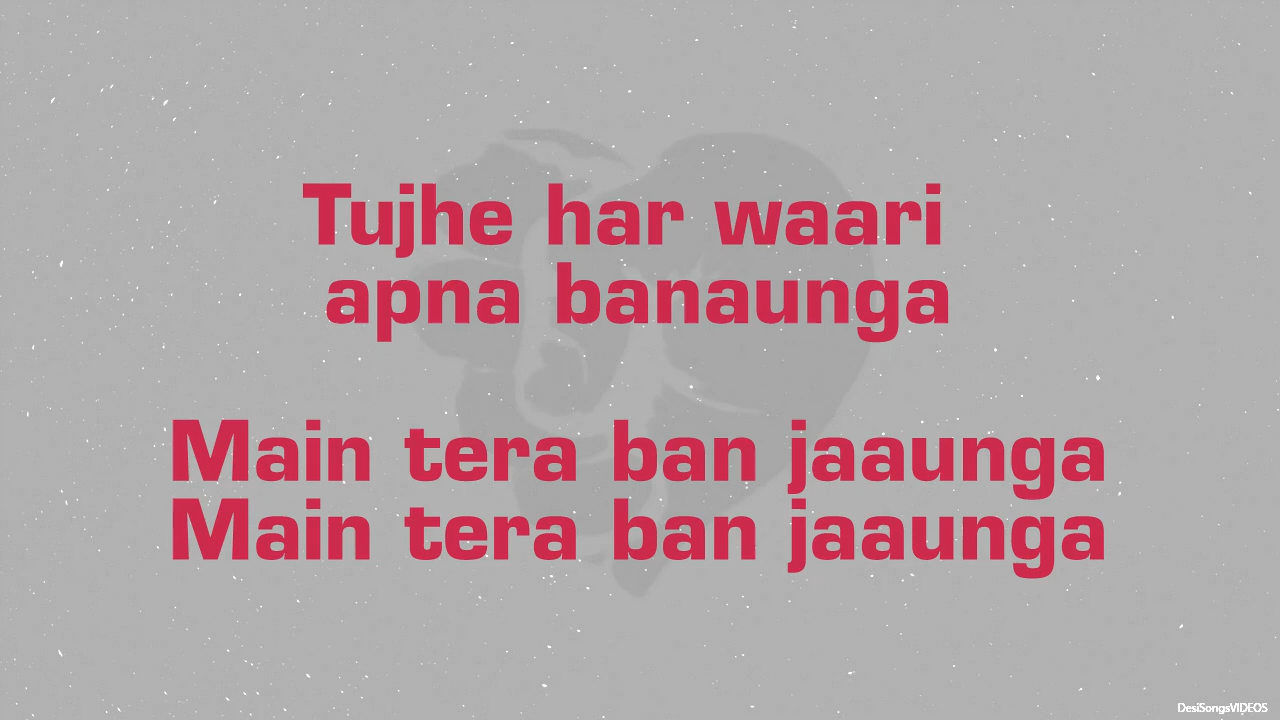 Tujhe har waari
apna banaunga
Main tera ban jaaunga
Main tera ban jaaunga
DesiSongsVIDEOS